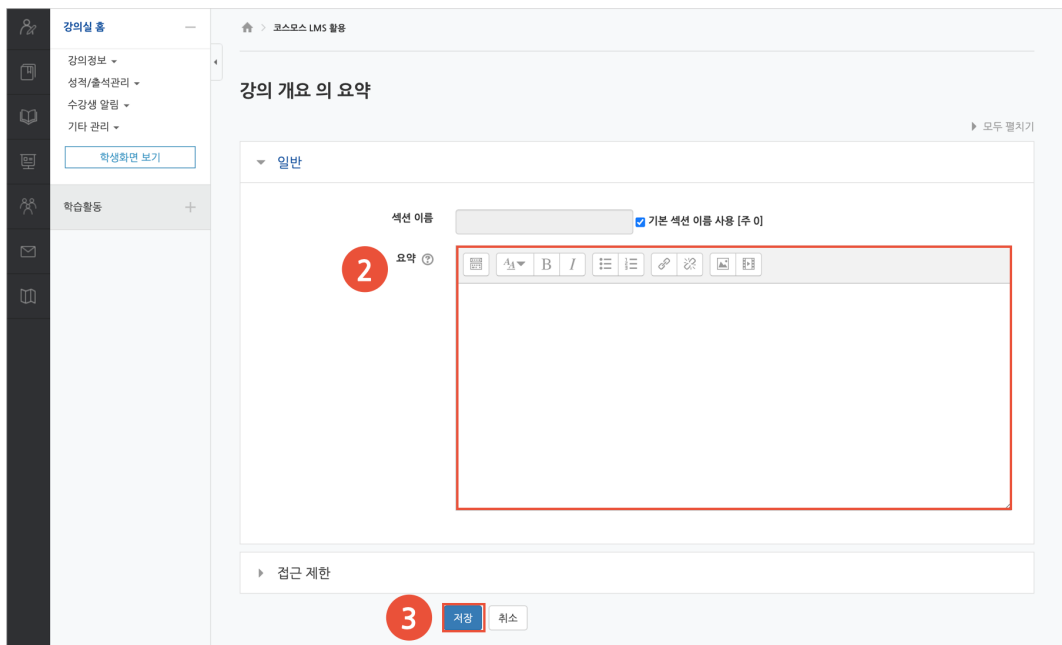 강의실 홈
코스모스 LMS 활용
강의정보
성적/출석관리
수강생 알림
기타 관리
학생화면 보기
학습활동
강의 개요 의 요약
모두 펼치기
일반
섹션 이름
기본 섹션 이름 사용 [주 0]
2
요약
B I
접근 제한
3
저장
취소